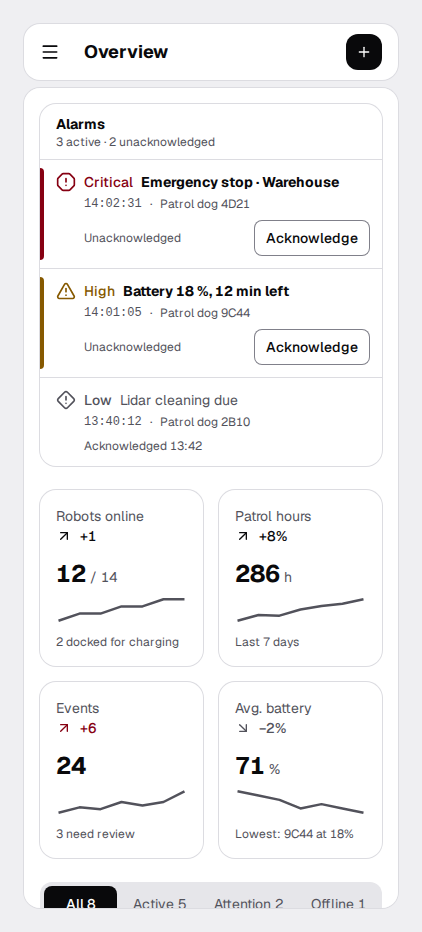 Overview
Alarms
3 active · 2 unacknowledged
Critical Emergency stop · Warehouse
14:02:31 · Patrol dog 4D21
Unacknowledged Acknowledge
High Battery 18 %, 12 min left
14:01:05 · Patrol dog 9C44
Unacknowledged Acknowledge
Low Lidar cleaning due
13:40:12 · Patrol dog 2B10
Acknowledged 13:42
Robots online
+1
12 / 14
2 docked for charging
Patrol hours
+8%
286 h
Last 7 days
Events
+6
24
3 need review
Avg. battery
−2%
71 %
Lowest: 9C44 at 18%
All 8 Active 5 Attention 2 Offline 1